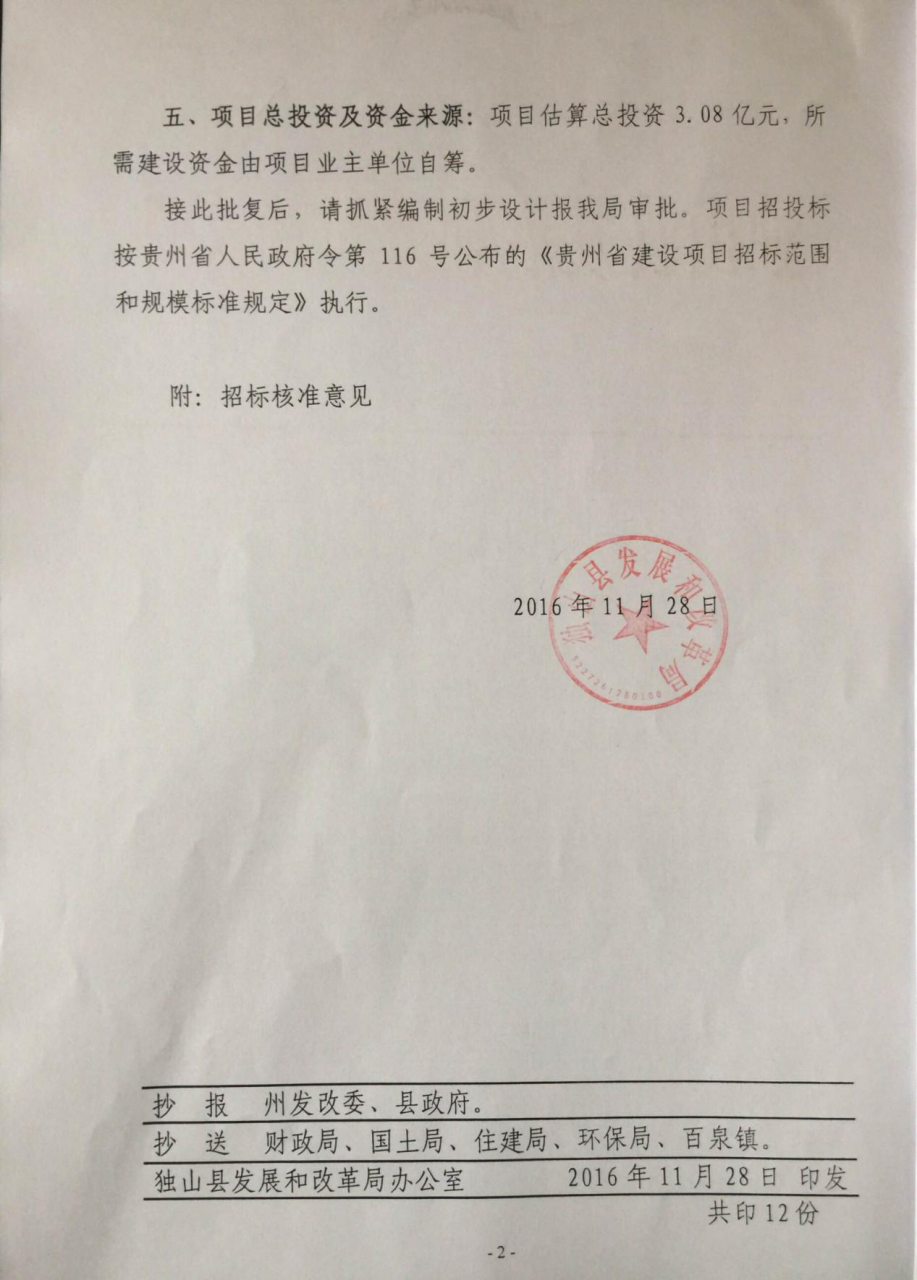 五、项目总投资及资金来源：项目估算总投资 3.08 亿元，所
需建设资金由项目业主单位自筹。
接此批复后，请抓紧编制初步设计报我局审批。项目招投标
按贵州省人民政府令第 116 号公布的《贵州省建设项目招标范围
和规模标准规定》执行。
附：招标核准意见
独山县发展和改革局
2016 年 11 月 28 日
抄 报 州发改委、县政府。
抄 送 财政局、国土局、住建局、环保局、百泉镇。
独山县发展和改革局办公室 2016 年 11 月 28 日 印发
共印 12 份
- 2 -